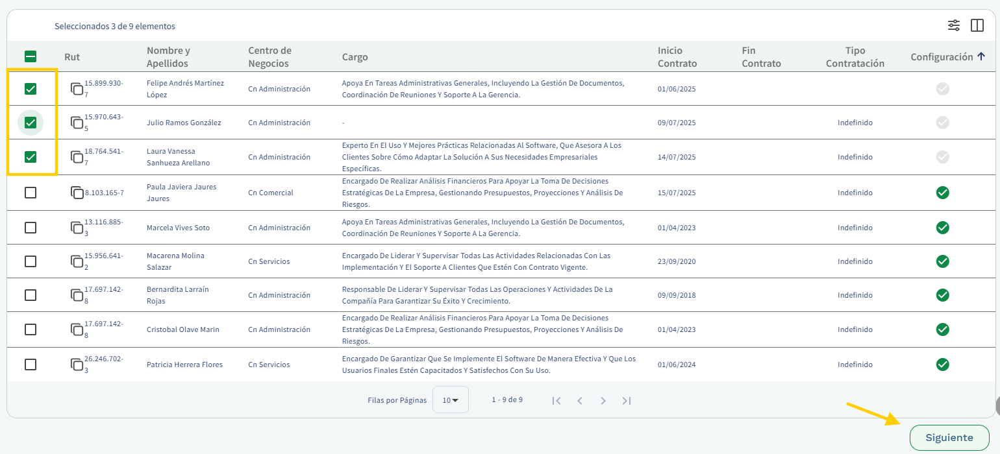 Seleccionados 3 de 9 elementos
Rut
Nombre y
Apellidos
Centro de
Negocios
Cargo
Inicio
Contrato
Fin
Contrato
Tipo
Contratación
Configuración
15.899.930-
7
Felipe Andrés Martínez
López
Cn Administración
Apoya En Tareas Administrativas Generales, Incluyendo La Gestión De Documentos,
Coordinación De Reuniones Y Soporte A La Gerencia.
01/06/2025
15.970.643-
5
Julio Ramos González
Cn Administración
-
09/07/2025
Indefinido
18.764.541-
7
Laura Vanessa
Sanhueza Arellano
Cn Administración
Experto En El Uso Y Mejores Prácticas Relacionadas Al Software, Que Asesora A Los
Clientes Sobre Cómo Adaptar La Solución A Sus Necesidades Empresariales
Específicas.
14/07/2025
Indefinido
8.103.165-7
Paula Javiera Jaures
Jaures
Cn Comercial
Encargado De Realizar Análisis Financieros Para Apoyar La Toma De Decisiones
Estratégicas De La Empresa, Gestionando Presupuestos, Proyecciones Y Análisis De
Riesgos.
15/07/2025
Indefinido
13.116.885-
3
Marcela Vives Soto
Cn Administración
Apoya En Tareas Administrativas Generales, Incluyendo La Gestión De Documentos,
Coordinación De Reuniones Y Soporte A La Gerencia.
01/04/2023
Indefinido
15.956.641-
2
Macarena Molina
Salazar
Cn Servicios
Encargado De Liderar Y Supervisar Todas Las Actividades Relacionadas Con Las
Implementación Y El Soporte A Clientes Que Estén Con Contrato Vigente.
23/09/2020
Indefinido
17.697.142-
8
Bernardita Larraín
Rojas
Cn Administración
Responsable De Liderar Y Supervisar Todas Las Operaciones Y Actividades De La
Compañía Para Garantizar Su Éxito Y Crecimiento.
09/09/2018
Indefinido
17.697.142-
8
Cristobal Olave Marin
Cn Administración
Encargado De Realizar Análisis Financieros Para Apoyar La Toma De Decisiones
Estratégicas De La Empresa, Gestionando Presupuestos, Proyecciones Y Análisis De
Riesgos.
01/04/2023
Indefinido
26.246.702-
3
Patricia Herrera Flores
Cn Servicios
Encargado De Garantizar Que Se Implemente El Software De Manera Efectiva Y Que Los
Usuarios Finales Estén Capacitados Y Satisfechos Con Su Uso.
01/06/2024
Indefinido
Filas por Páginas
10
1 - 9 de 9
Siguiente